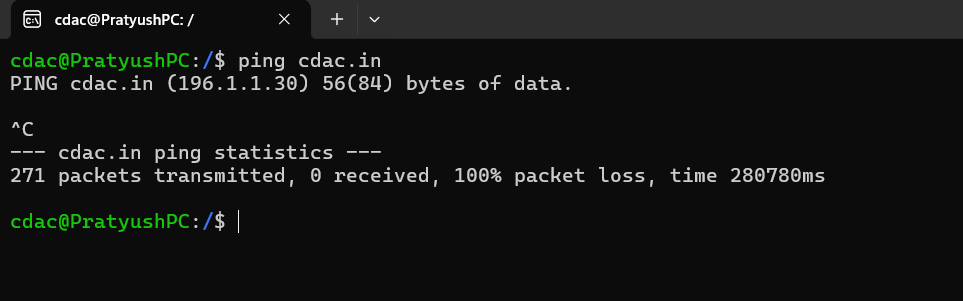 cdac@PratyushPC: /
cdac@PratyushPC:/$ ping cdac.in
PING cdac.in (196.1.1.30) 56(84) bytes of data.
^C
--- cdac.in ping statistics ---
271 packets transmitted, 0 received, 100% packet loss, time 280780ms
cdac@PratyushPC:/$